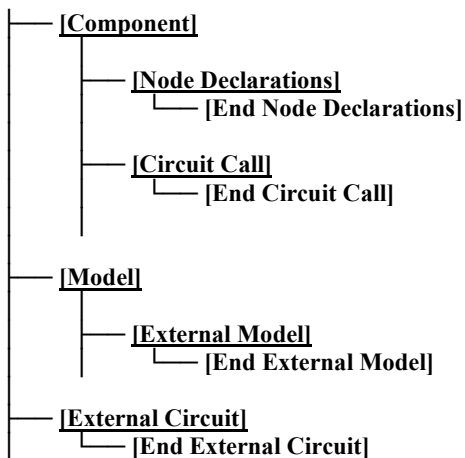 [Component]
[Node Declarations]
[End Node Declarations]
[Circuit Call]
[End Circuit Call]
[Model]
[External Model]
[End External Model]
[External Circuit]
[End External Circuit]